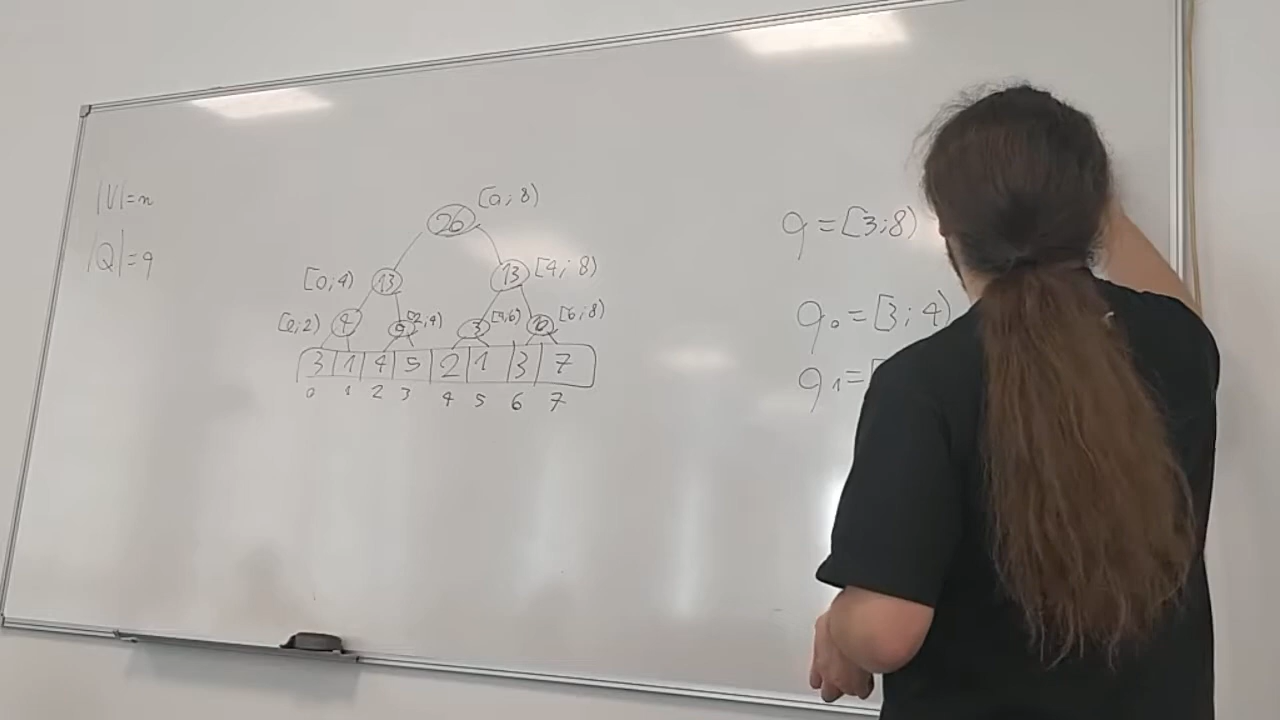 |V|=n
|Q|=q
26 [0;8)
[0;4) 13 13 [4;8)
[0;2) 4 9 [2;4) 3 [4;6) 10 [6;8)
3 1 4 5 2 1 3 7
0 1 2 3 4 5 6 7
q=[3;8)
q₀=[3;4)
q₁=[